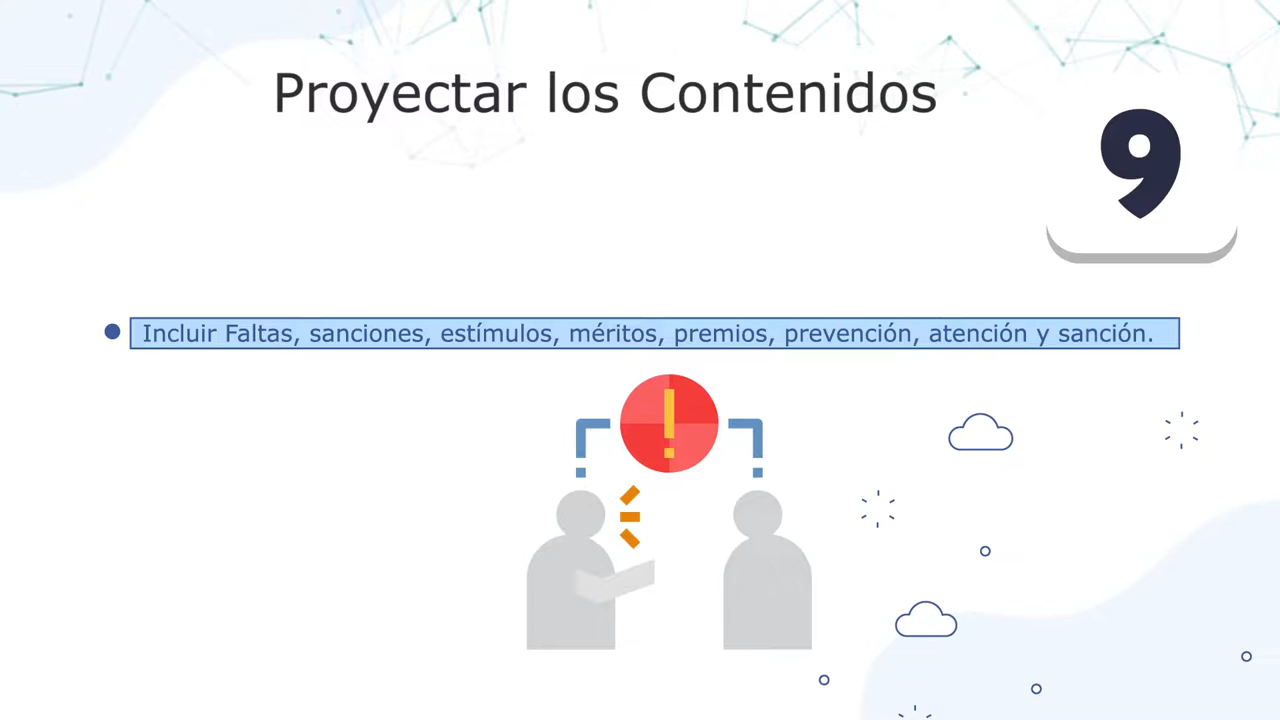 Proyectar los Contenidos
9
Incluir Faltas, sanciones, estímulos, méritos, premios, prevención, atención y sanción.